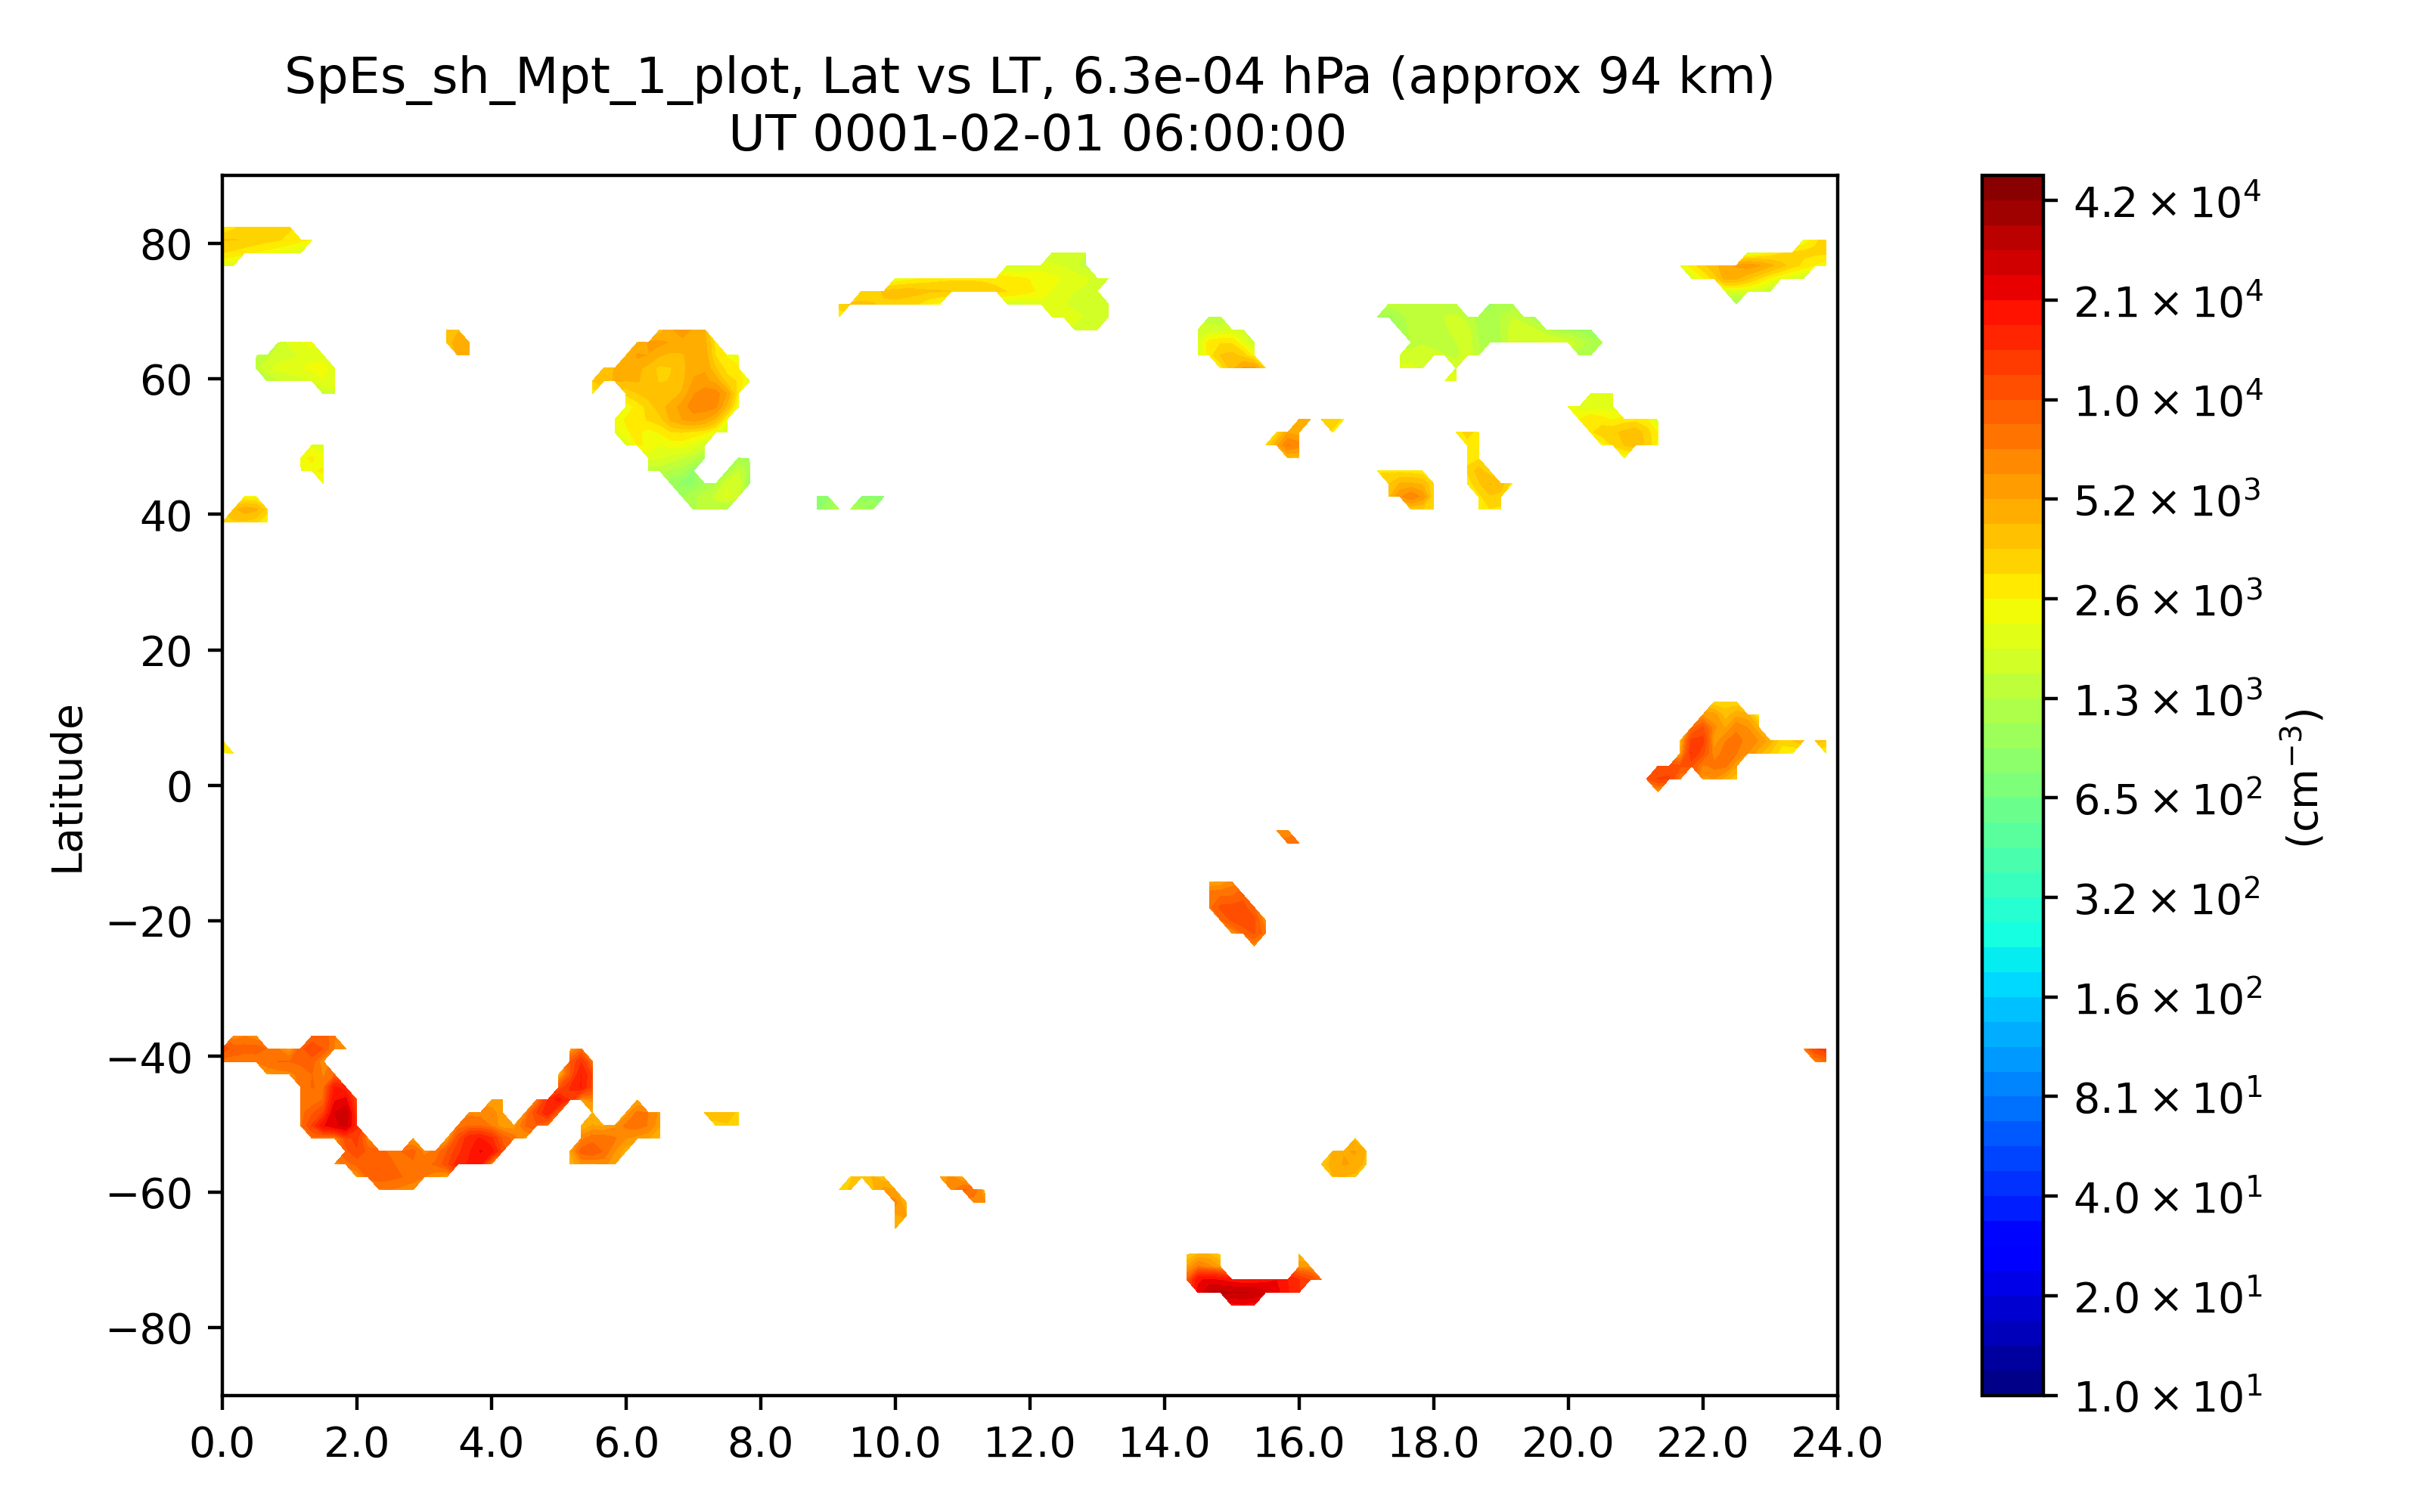 SpEs_sh_Mpt_1_plot, Lat vs LT, 6.3e-04 hPa (approx 94 km)
UT 0001-02-01 06:00:00
Latitude
80
60
40
20
0
−20
−40
−60
−80
0.0 2.0 4.0 6.0 8.0 10.0 12.0 14.0 16.0 18.0 20.0 22.0 24.0
4.2 × 10⁴
2.1 × 10⁴
1.0 × 10⁴
5.2 × 10³
2.6 × 10³
1.3 × 10³
6.5 × 10²
3.2 × 10²
1.6 × 10²
8.1 × 10¹
4.0 × 10¹
2.0 × 10¹
1.0 × 10¹
(cm⁻³)